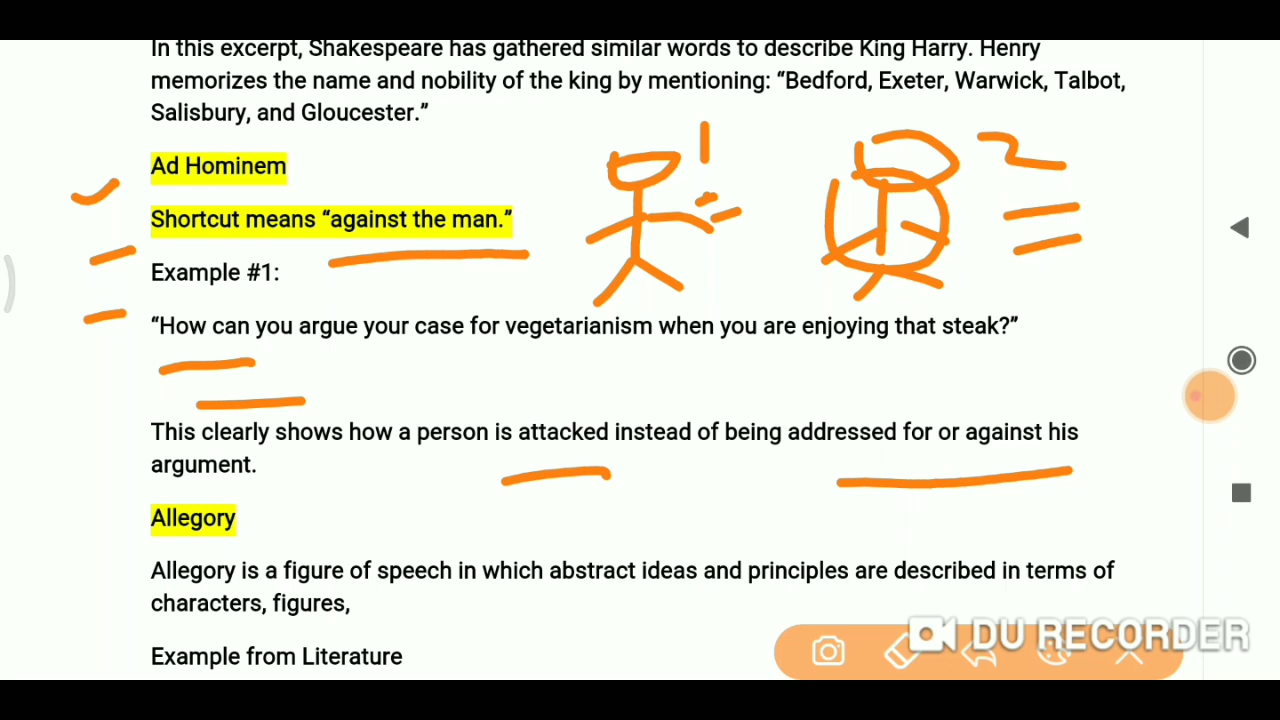 In this excerpt, Shakespeare has gathered similar words to describe King Harry. Henry
memorizes the name and nobility of the king by mentioning: “Bedford, Exeter, Warwick, Talbot,
Salisbury, and Gloucester.”
Ad Hominem
Shortcut means “against the man.”
1
2
Example #1:
“How can you argue your case for vegetarianism when you are enjoying that steak?”
This clearly shows how a person is attacked instead of being addressed for or against his
argument.
Allegory
Allegory is a figure of speech in which abstract ideas and principles are described in terms of
characters, figures,
Example from Literature
DU RECORDER